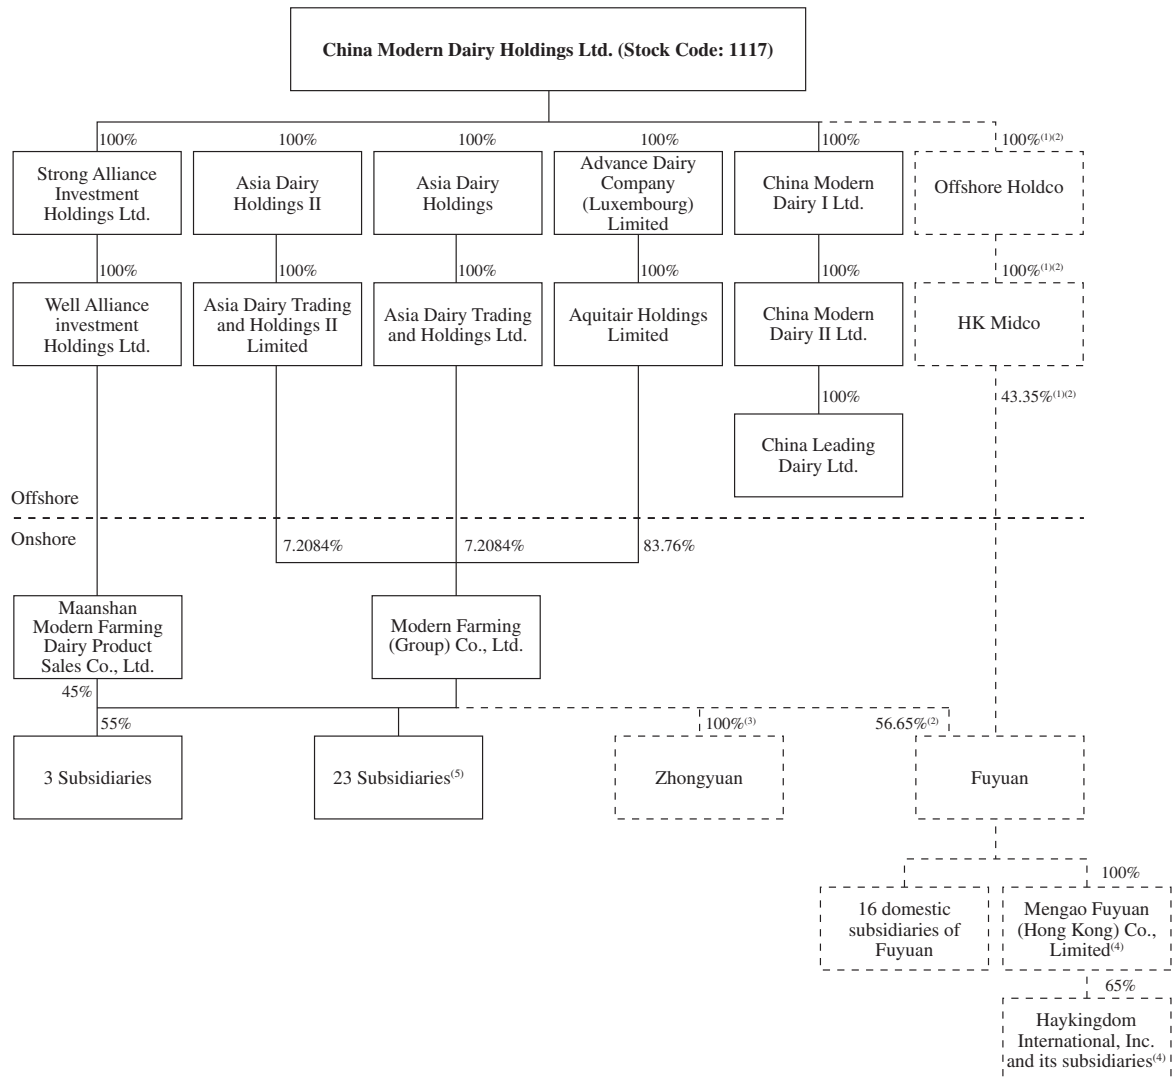 China Modern Dairy Holdings Ltd. (Stock Code: 1117)
100%
100%
100%
100%
100%
100%(1)(2)
Strong Alliance
Investment
Holdings Ltd.
Asia Dairy
Holdings II
Asia Dairy
Holdings
Advance Dairy
Company
(Luxembourg)
Limited
China Modern
Dairy I Ltd.
Offshore Holdco
100%
100%
100%
100%
100%
100%(1)(2)
Well Alliance
investment
Holdings Ltd.
Asia Dairy Trading
and Holdings II
Limited
Asia Dairy Trading
and Holdings Ltd.
Aquitair Holdings
Limited
China Modern
Dairy II Ltd.
HK Midco
100%
43.35%(1)(2)
China Leading
Dairy Ltd.
Offshore
Onshore
7.2084%
7.2084%
83.76%
Maanshan
Modern Farming
Dairy Product
Sales Co., Ltd.
Modern Farming
(Group) Co., Ltd.
45%
55%
100%(3)
56.65%(2)
3 Subsidiaries
23 Subsidiaries(5)
Zhongyuan
Fuyuan
100%
16 domestic
subsidiaries of
Fuyuan
Mengao Fuyuan
(Hong Kong) Co.,
Limited(4)
65%
Haykingdom
International, Inc.
and its subsidiaries(4)